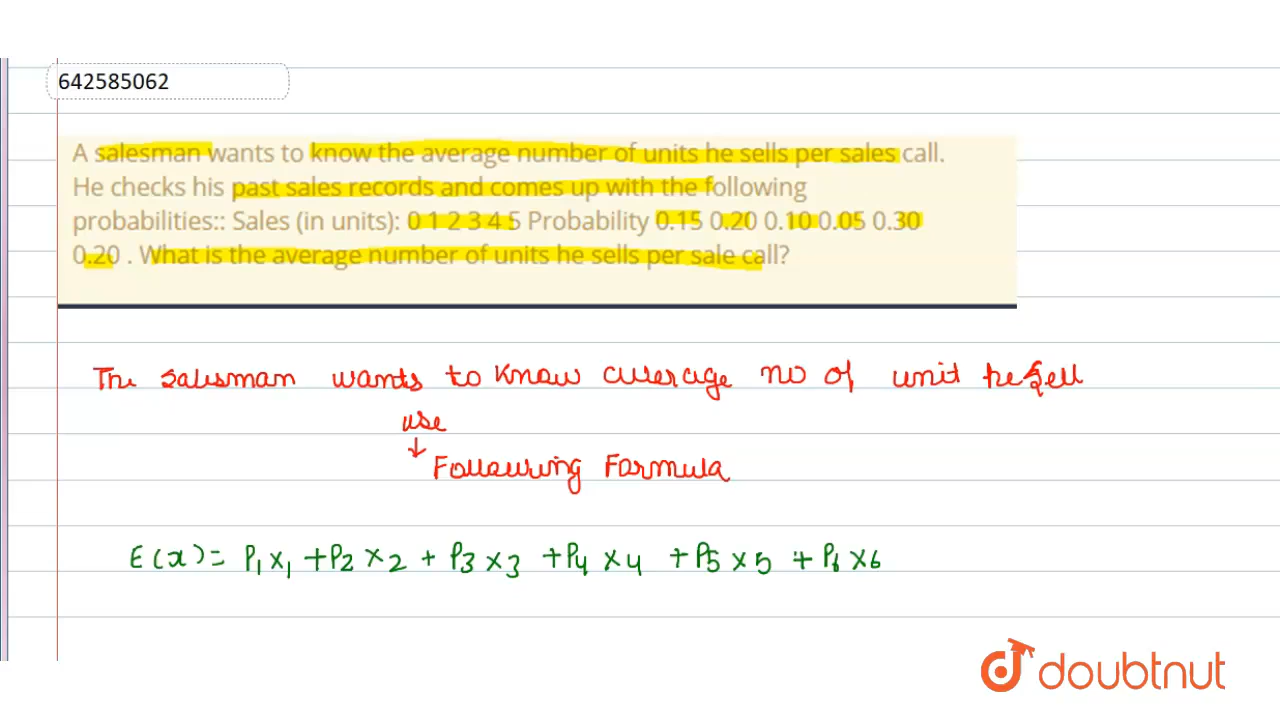 642585062
A salesman wants to know the average number of units he sells per sales call.
He checks his past sales records and comes up with the following
probabilities:: Sales (in units): 0 1 2 3 4 5 Probability 0.15 0.20 0.10 0.05 0.30
0.20 . What is the average number of units he sells per sale call?
The salesman wants to know average no of unit he sell
use
↓ Following Formula
E(x) = P1 x1 + P2 x2 + P3 x3 + P4 x4 + P5 x5 + P6 x6
doubtnut